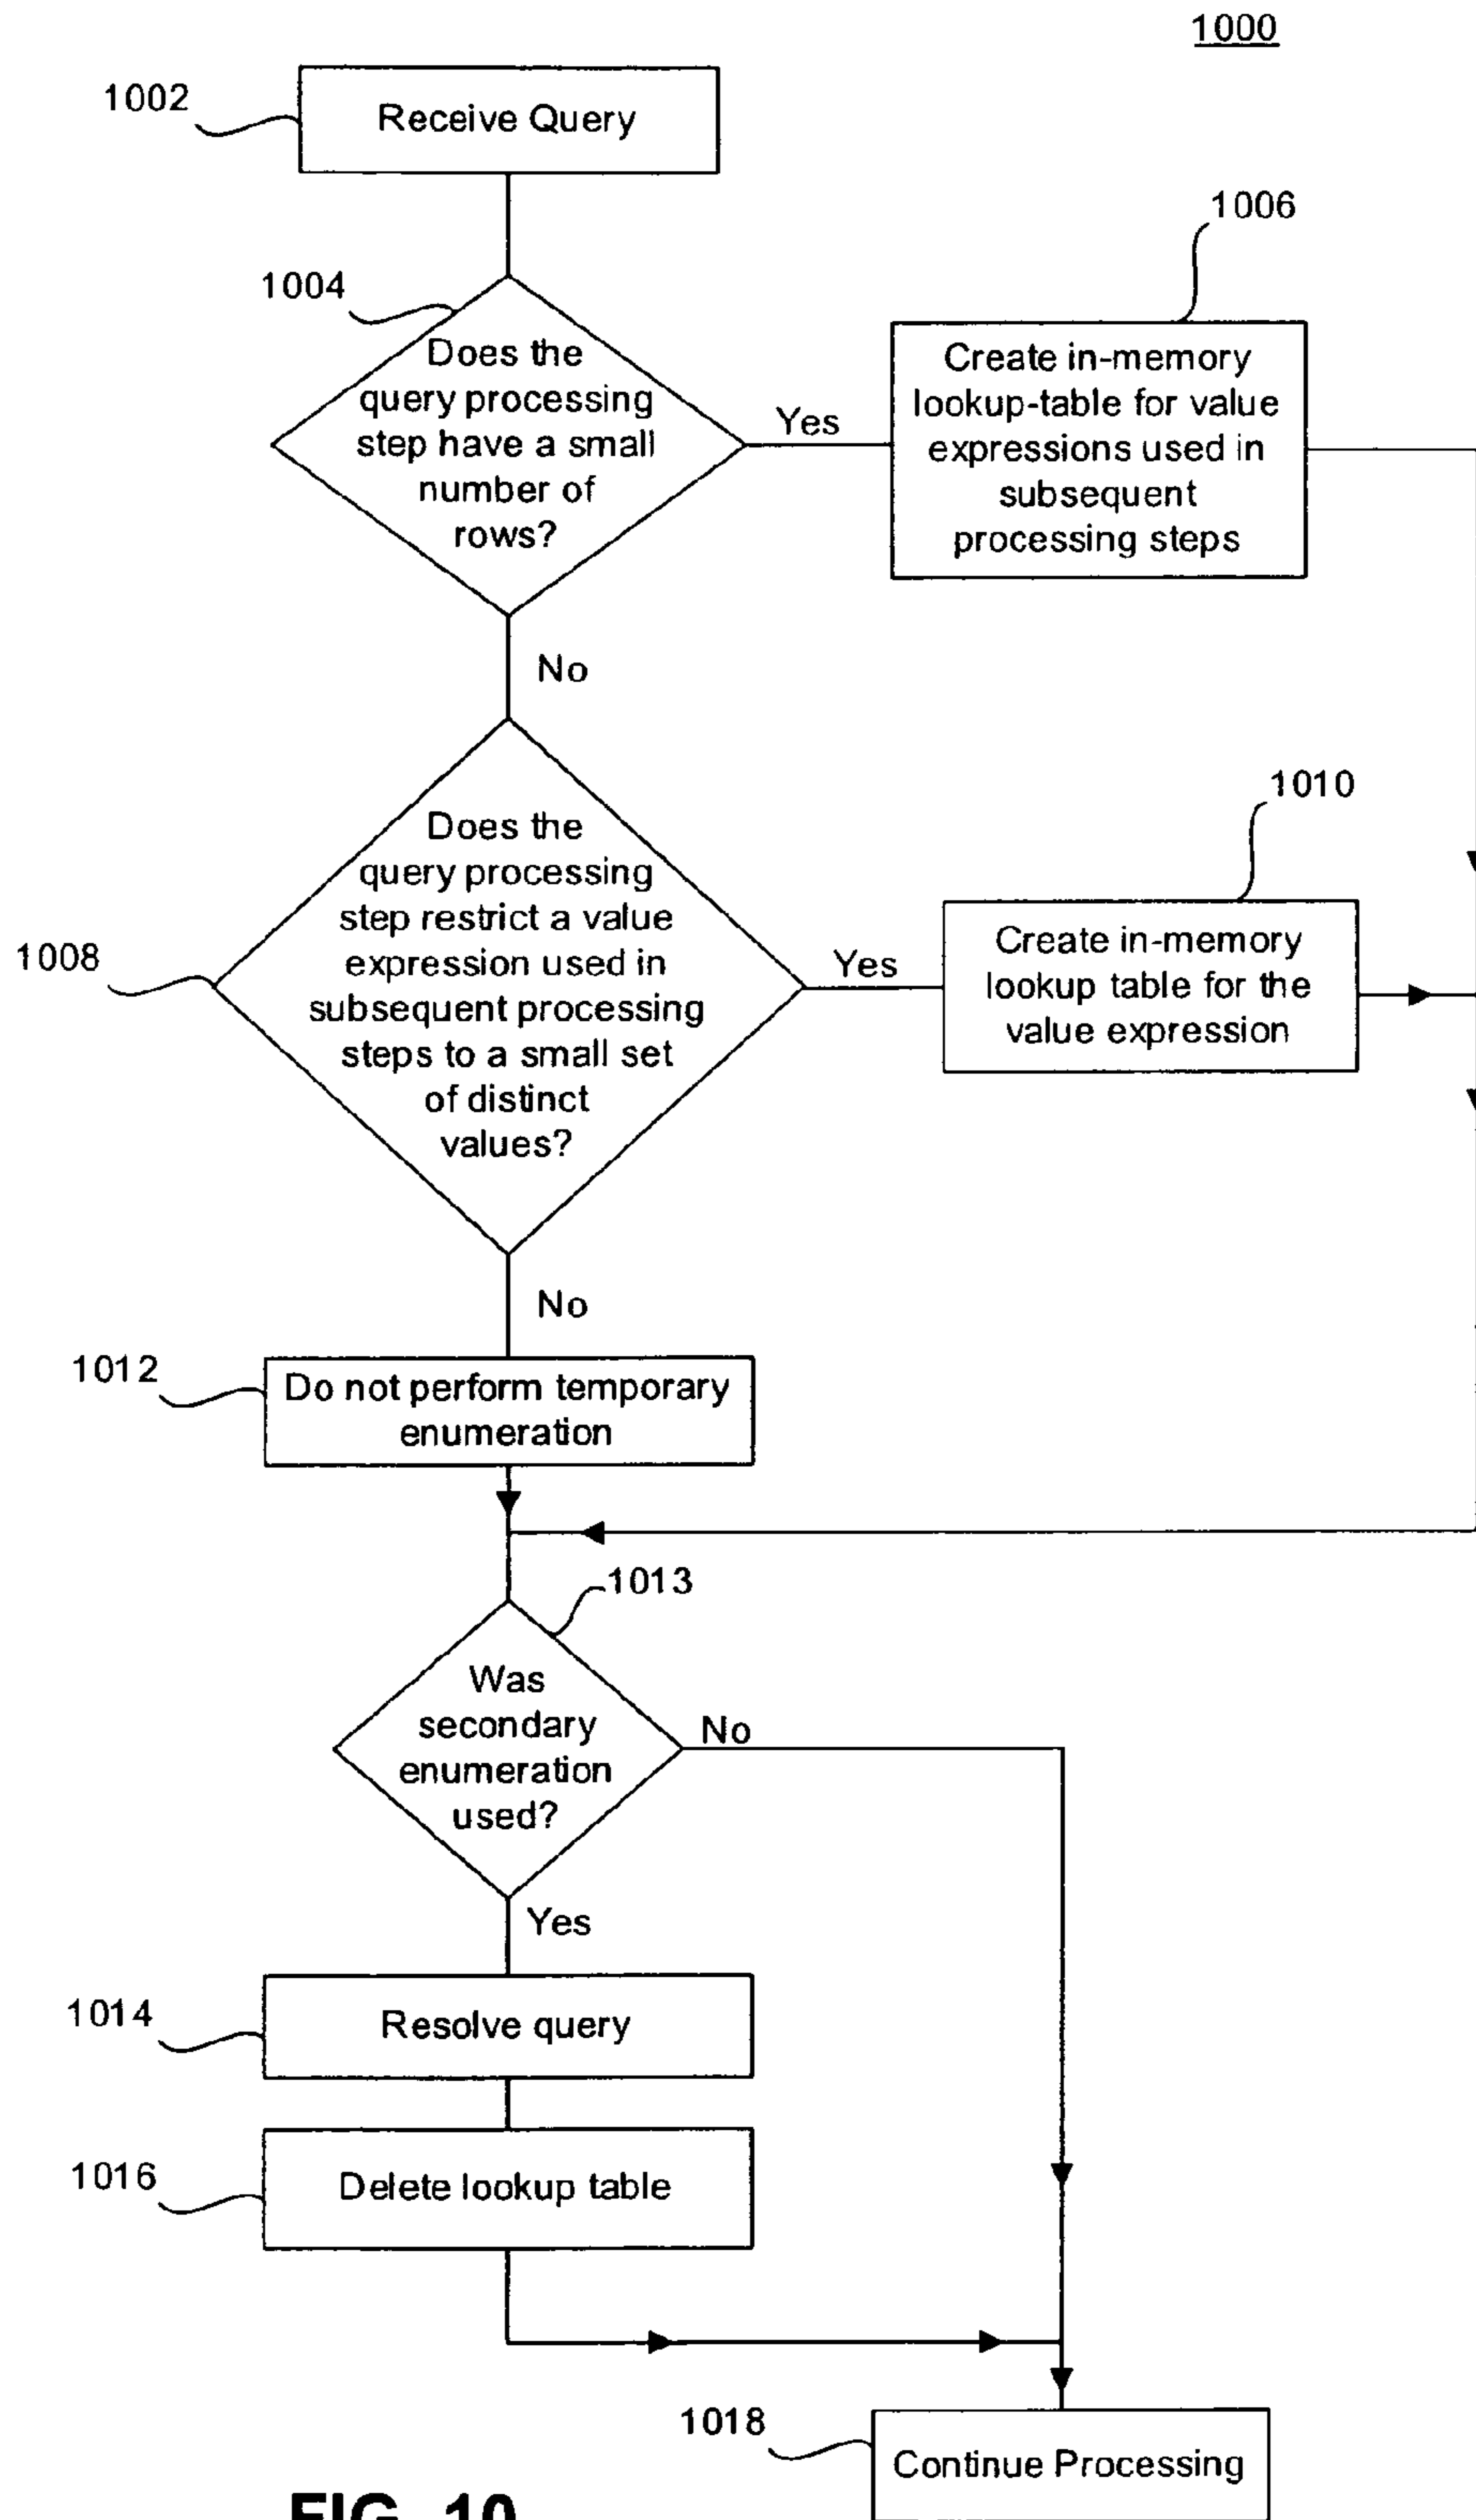 1000
1002
Receive Query
1006
1004
Does the
query processing
step have a small
number of
rows?
Yes
Create in-memory
lookup-table for value
expressions used in
subsequent
processing steps
No
1010
1008
Does the
query processing
step restrict a value
expression used in
subsequent processing
steps to a small set
of distinct
values?
Yes
Create in-memory
lookup table for the
value expression
No
1012
Do not perform temporary
enumeration
1013
Was
secondary
enumeration
used?
No
Yes
1014
Resolve query
1016
Delete lookup table
1018
Continue Processing
FIG. 10